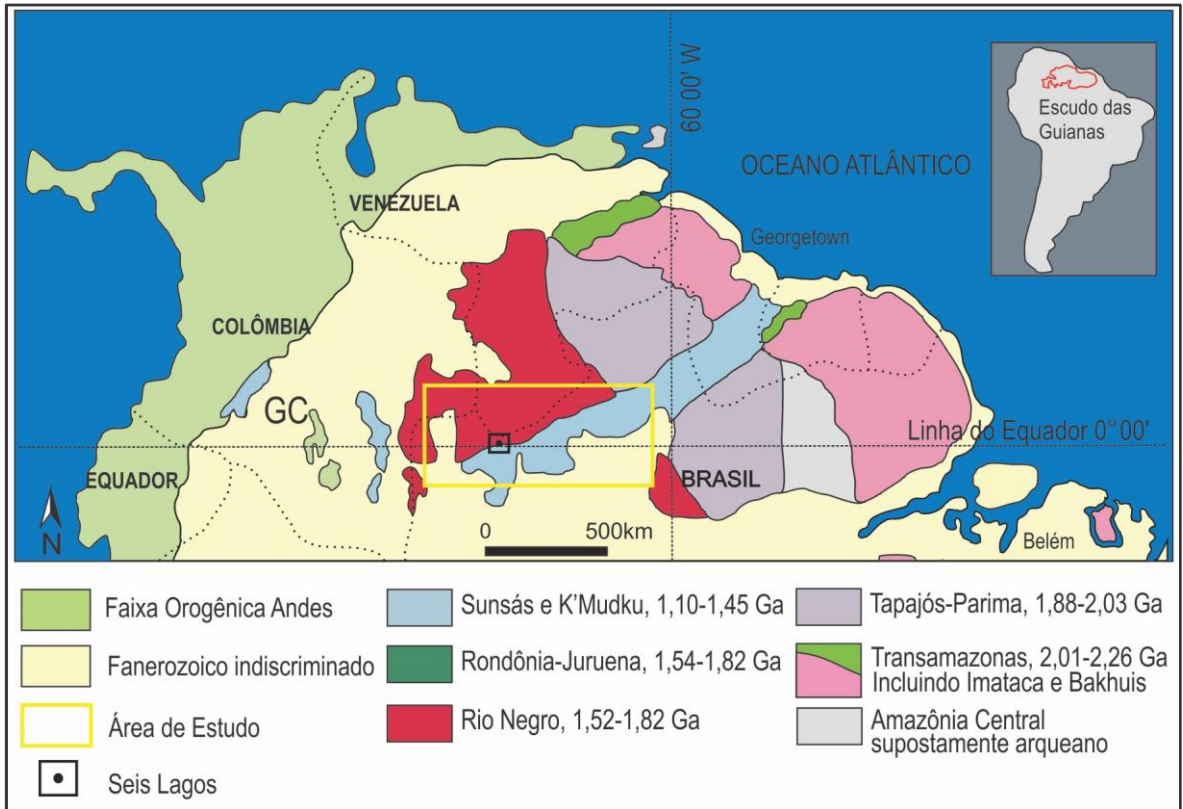 60°00' W
Escudo das
Guianas
OCEANO ATLÂNTICO
VENEZUELA
Georgetown
COLÔMBIA
GC
Linha do Equador 0°00'
EQUADOR
BRASIL
N
0 500km
Belém
Faixa Orogênica Andes
Sunsás e K'Mudku, 1,10-1,45 Ga
Tapajós-Parima, 1,88-2,03 Ga
Fanerozoico indiscriminado
Rondônia-Juruena, 1,54-1,82 Ga
Transamazonas, 2,01-2,26 Ga
Incluindo Imataca e Bakhuis
Área de Estudo
Rio Negro, 1,52-1,82 Ga
Amazônia Central
supostamente arqueano
Seis Lagos